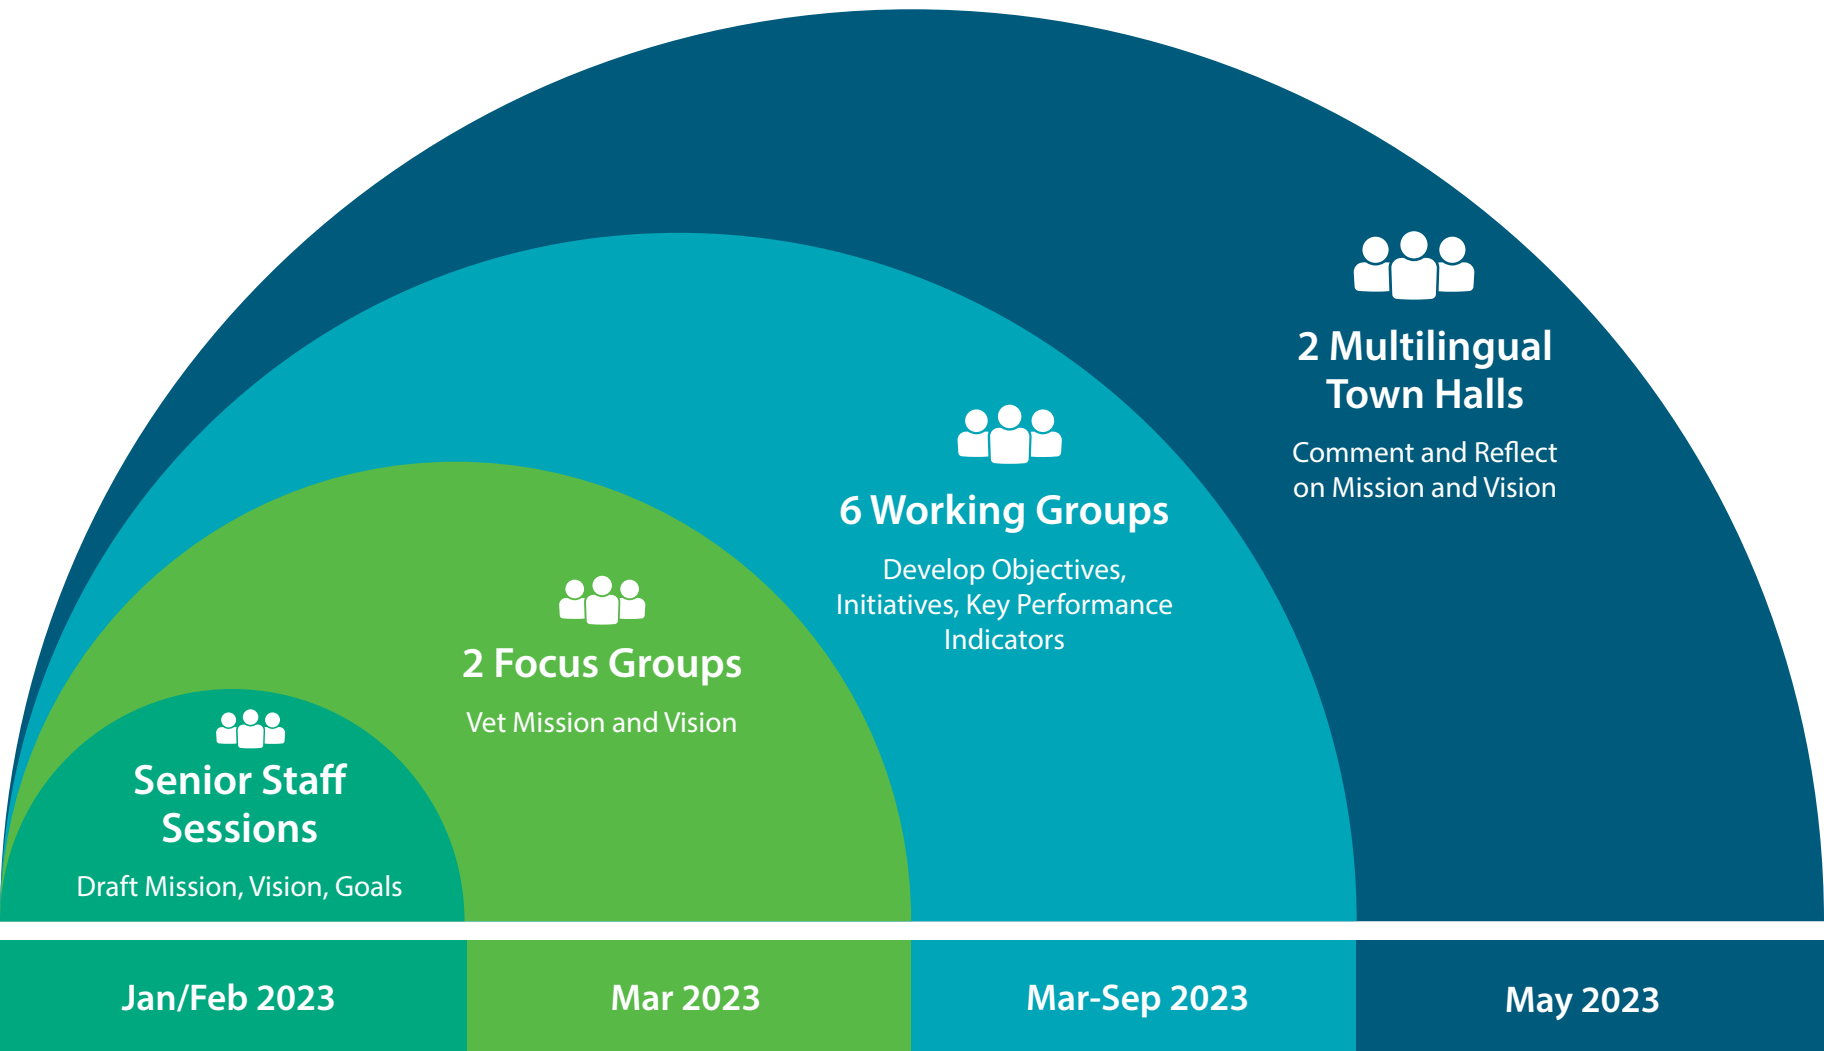 2 Multilingual
Town Halls
Comment and Reflect
on Mission and Vision
6 Working Groups
Develop Objectives,
Initiatives, Key Performance
Indicators
2 Focus Groups
Vet Mission and Vision
Senior Staff
Sessions
Draft Mission, Vision, Goals
Jan/Feb 2023
Mar 2023
Mar-Sep 2023
May 2023